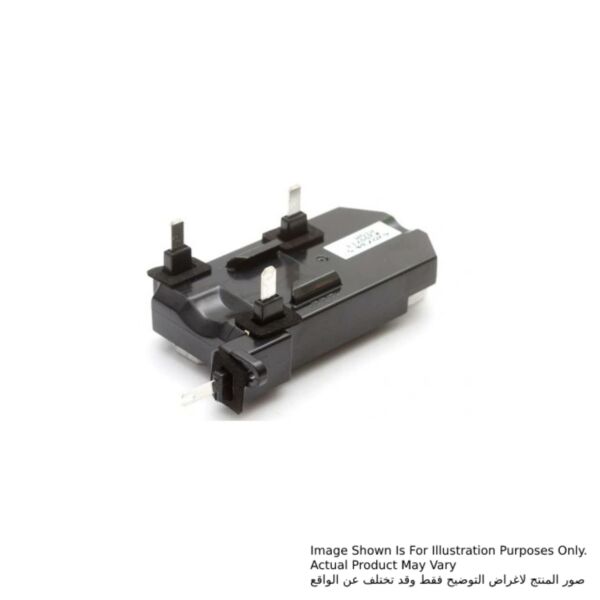 Image Shown Is For Illustration Purposes Only.
Actual Product May Vary
صور المنتج لاغراض التوضيح فقط وقد تختلف عن الواقع